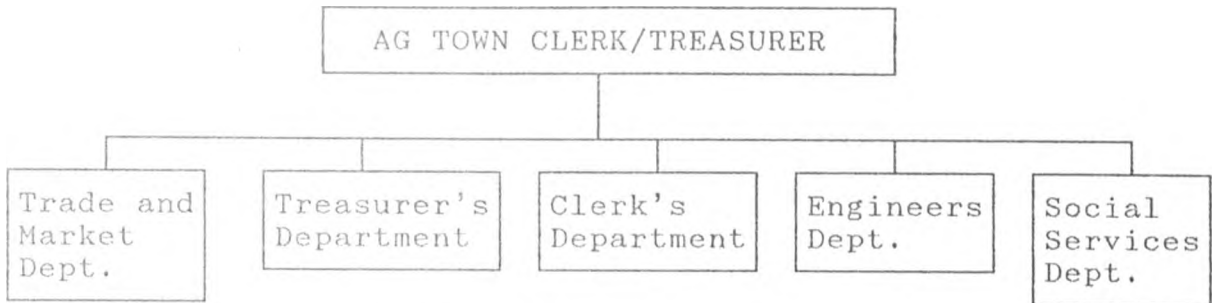 AG TOWN CLERK/TREASURER
Trade and
Market
Dept.
Treasurer's
Department
Clerk's
Department
Engineers
Dept.
Social
Services
Dept.